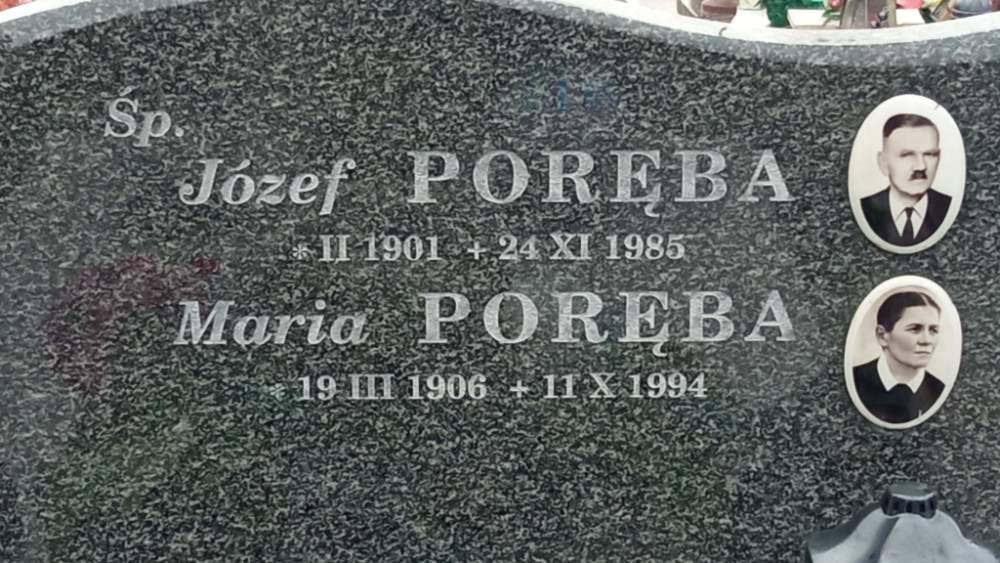 Śp.
Józef PORĘBA
* II 1901 + 24 XI 1985
Maria PORĘBA
* 19 III 1906 + 11 X 1994